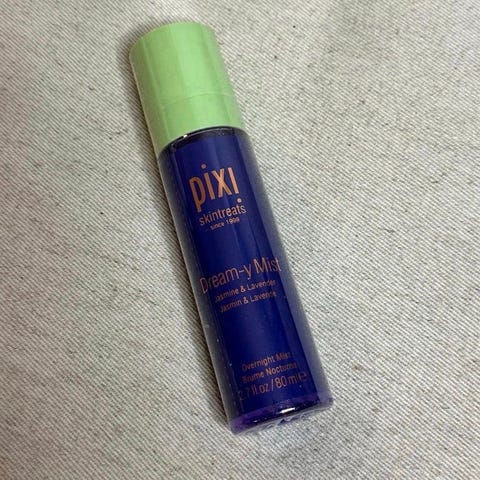 pixi
skintreats
since 1999
Dream-y Mist
Jasmine & Lavender
Jasmin & Lavende
Overnight Mist
Brume Nocturne
2.7 fl oz / 80 ml e